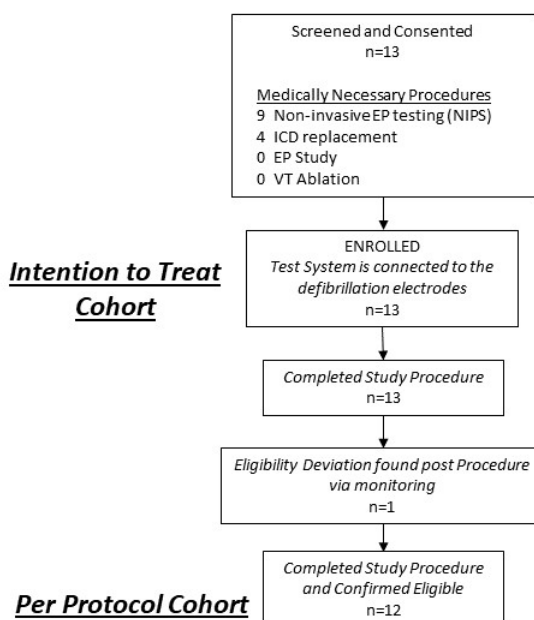 Screened and Consented
n=13
Medically Necessary Procedures
9 Non-invasive EP testing (NIPS)
4 ICD replacement
0 EP Study
0 VT Ablation
Intention to Treat
Cohort
ENROLLED
Test System is connected to the
defibrillation electrodes
n=13
Completed Study Procedure
n=13
Eligibility Deviation found post Procedure
via monitoring
n=1
Per Protocol Cohort
Completed Study Procedure
and Confirmed Eligible
n=12